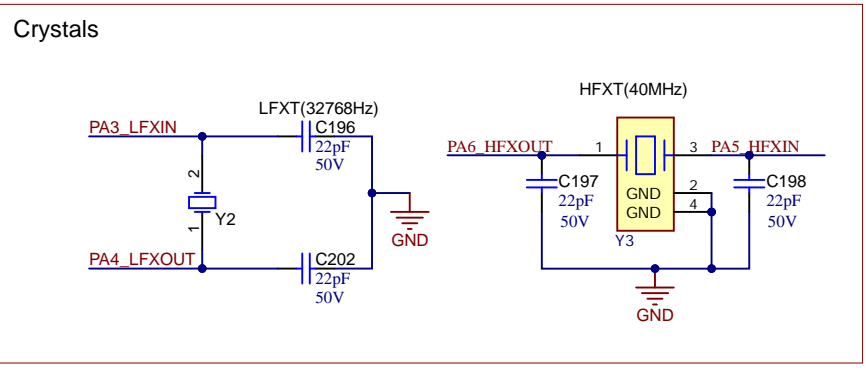 Crystals
LFXT(32768Hz)
PA3_LFXIN
C196
22pF
50V
2
1
Y2
GND
PA4_LFXOUT
C202
22pF
50V
HFXT(40MHz)
PA6_HFXOUT
1
3
PA5_HFXIN
C197
22pF
50V
GND
2
GND
4
Y3
C198
22pF
50V
GND